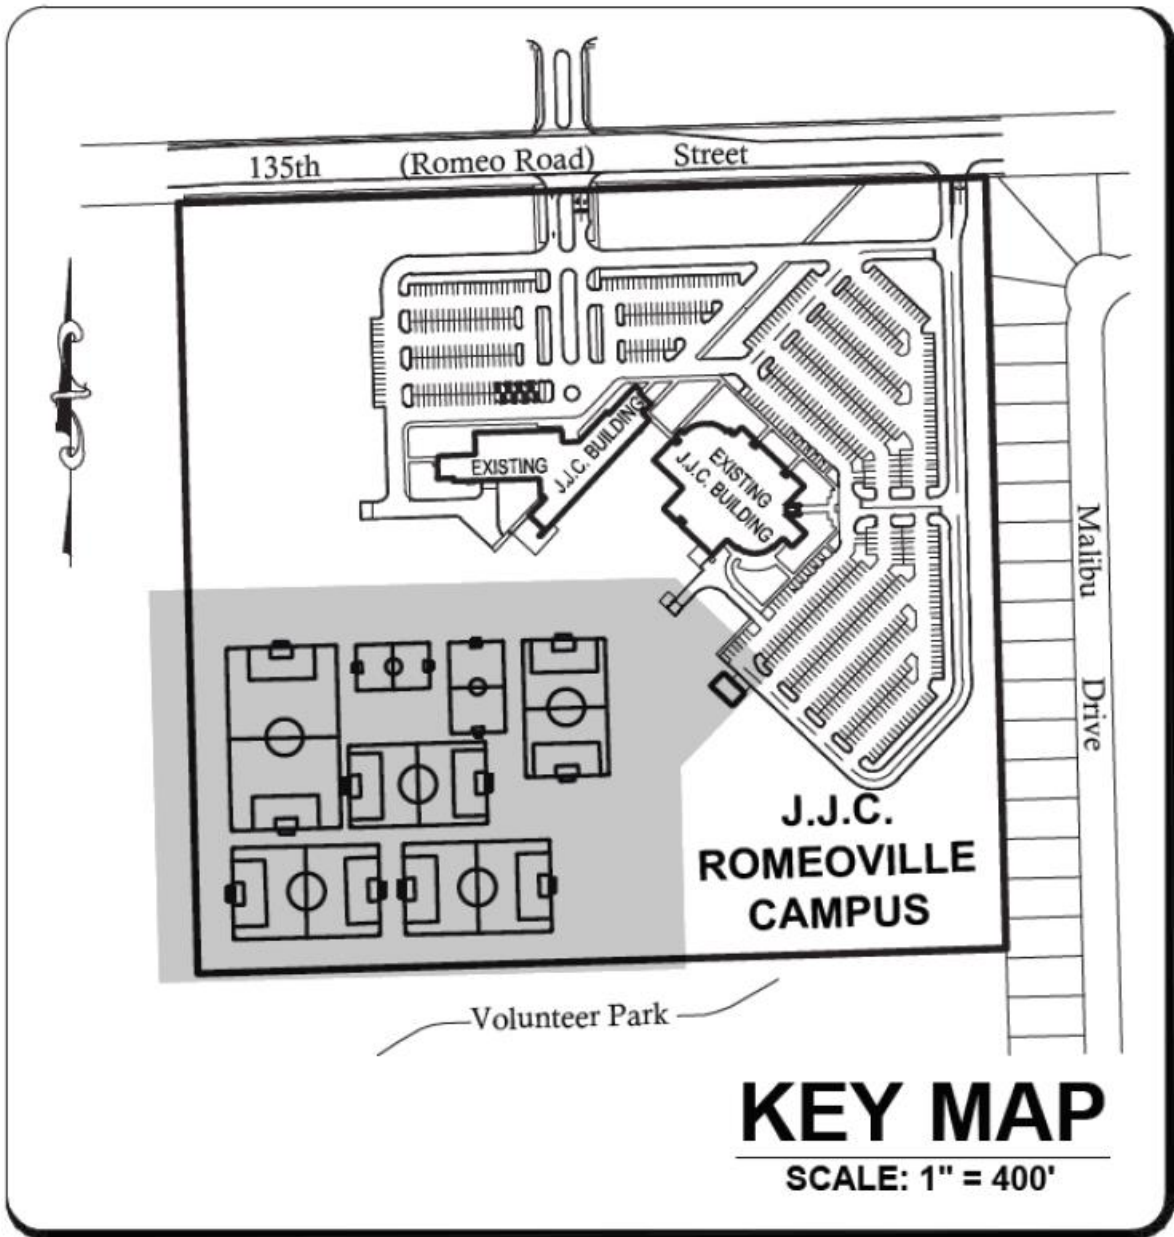 135th (Romeo Road) Street
EXISTING
J.J.C. BUILDING
EXISTING
J.J.C. BUILDING
Malibu Drive
J.J.C.
ROMEOVILLE
CAMPUS
Volunteer Park
KEY MAP
SCALE: 1" = 400'